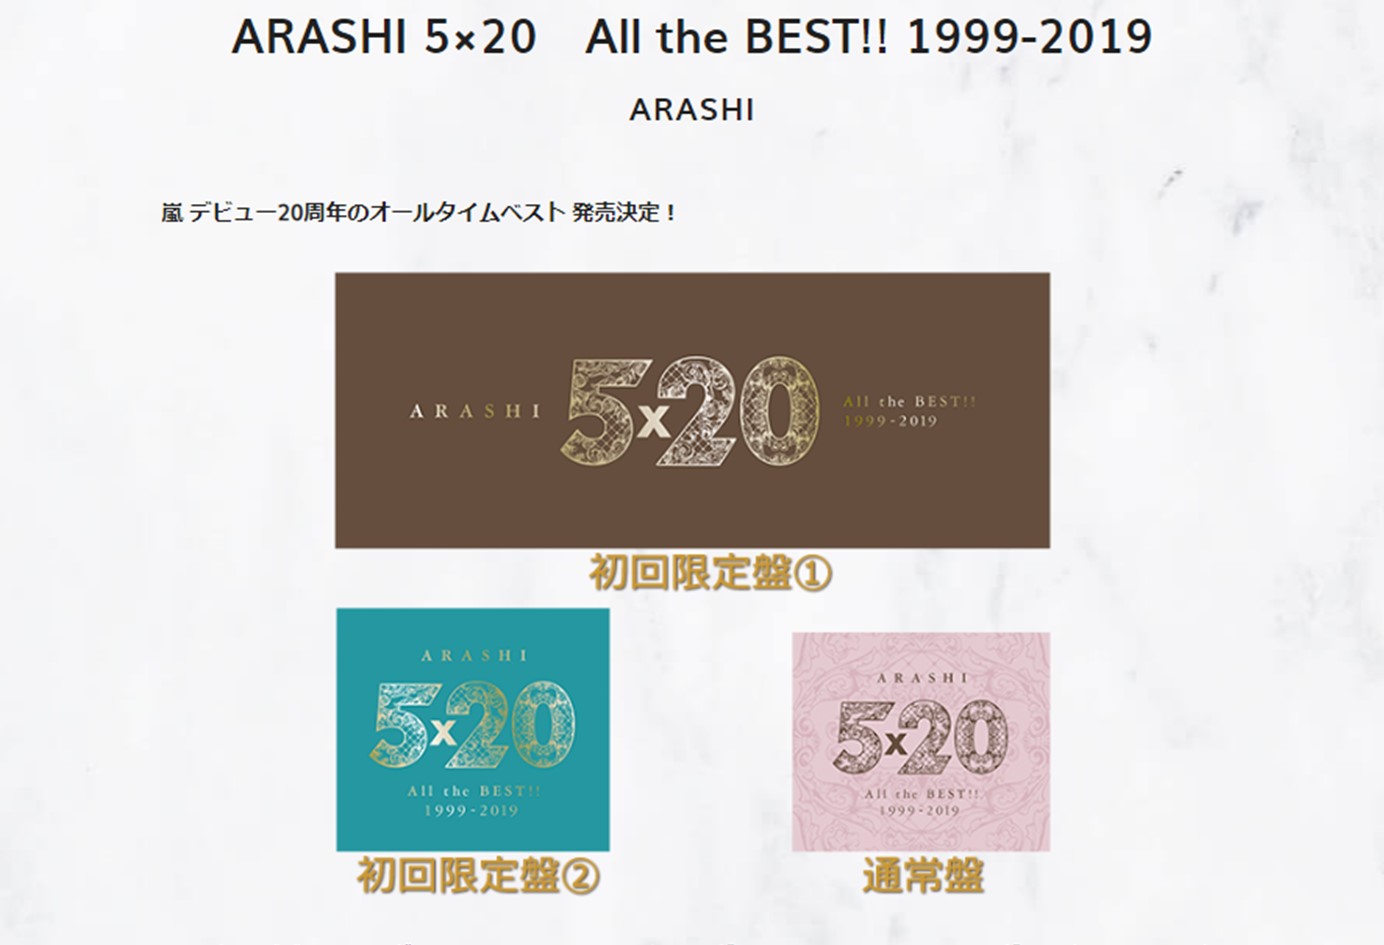 ARASHI 5×20　All the BEST!! 1999-2019
ARASHI
嵐 デビュー20周年のオールタイムベスト 発売決定！
ARASHI 5x20 All the BEST!!
1999-2019
初回限定盤①
ARASHI
5x20
All the BEST!!
1999-2019
初回限定盤②
ARASHI
5x20
All the BEST!!
1999-2019
通常盤